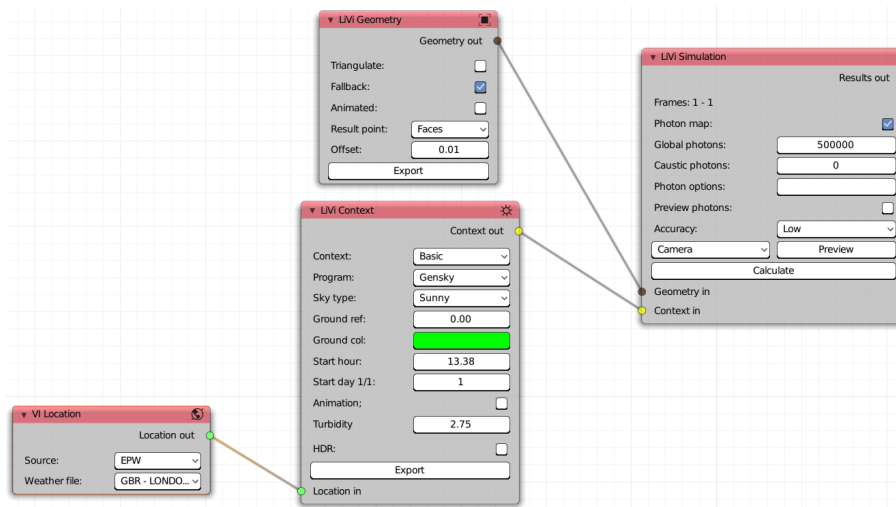 LiVi Geometry
Geometry out
Triangulate:
Fallback:
Animated:
Result point: Faces
Offset: 0.01
Export
LiVi Context
Context out
Context: Basic
Program: Gensky
Sky type: Sunny
Ground ref: 0.00
Ground col:
Start hour: 13.38
Start day 1/1: 1
Animation;
Turbidity 2.75
HDR:
Export
Location in
VI Location
Location out
Source: EPW
Weather file: GBR - LONDO...
LiVi Simulation
Results out
Frames: 1 - 1
Photon map:
Global photons: 500000
Caustic photons: 0
Photon options:
Preview photons:
Accuracy: Low
Camera Preview
Calculate
Geometry in
Context in